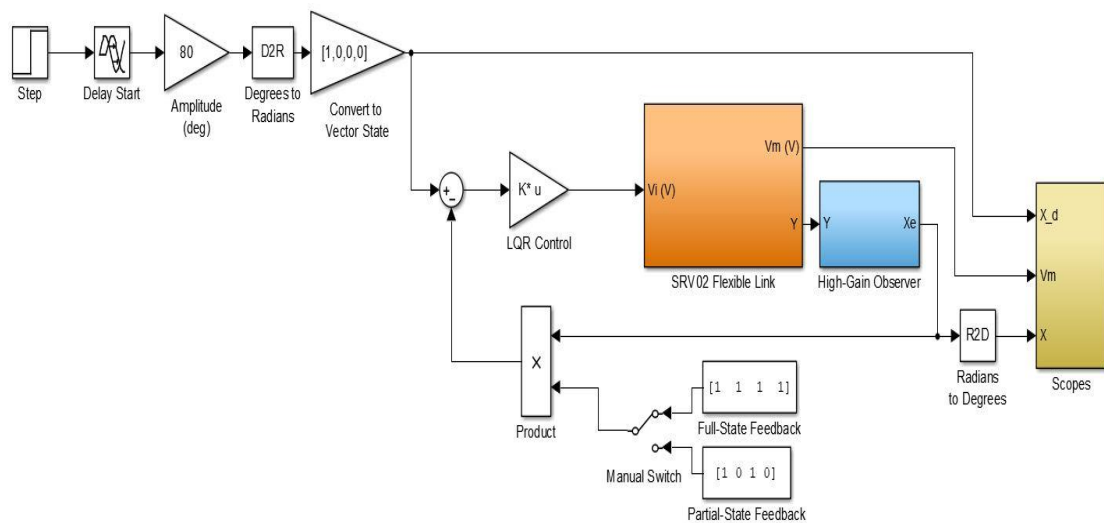 80
D2R
[1,0,0,0]
Step
Delay Start
Amplitude
(deg)
Degrees to
Radians
Convert to
Vector State
+
-
K* u
LQR Control
Vi (V)
Vm (V)
Y
SRV02 Flexible Link
Y
Xe
High-Gain Observer
X_d
Vm
X
Scopes
R2D
Radians
to Degrees
X
Product
[1 1 1 1]
Full-State Feedback
Manual Switch
[1 0 1 0]
Partial-State Feedback